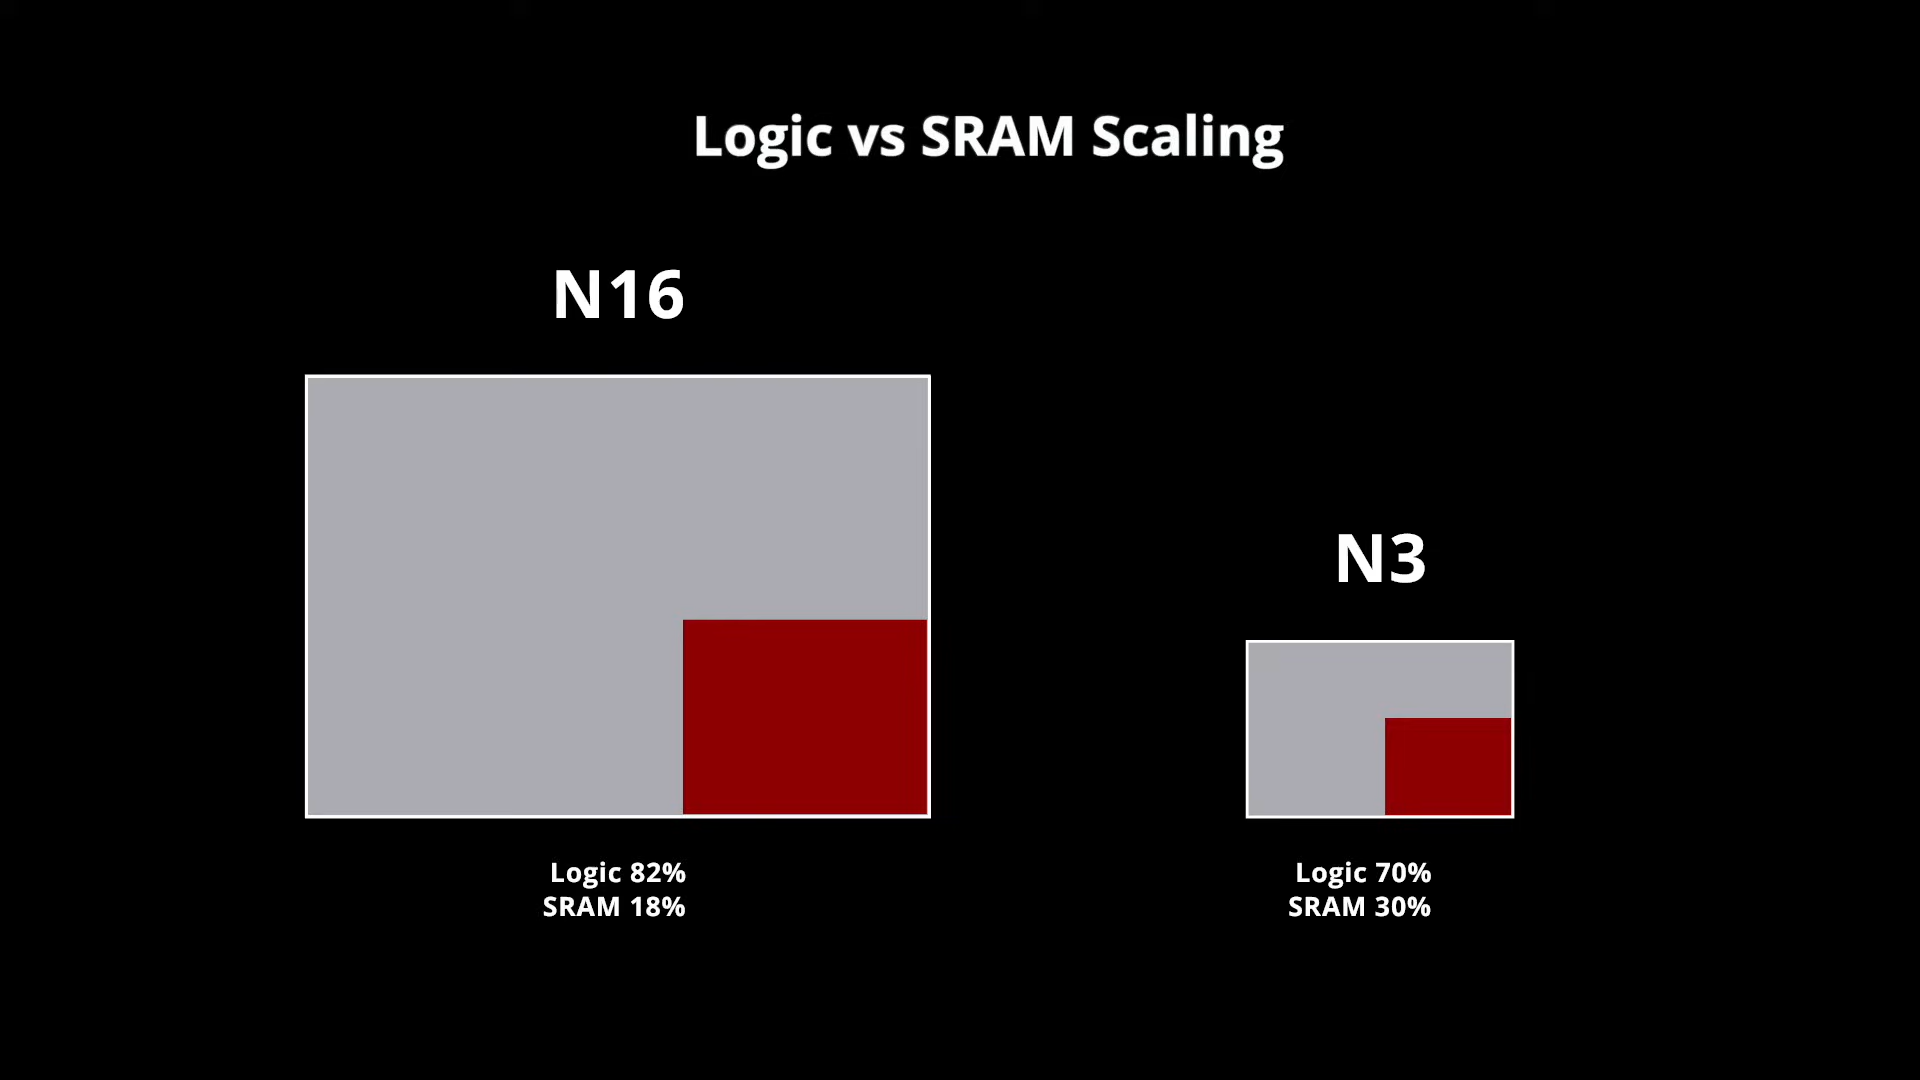 Logic vs SRAM Scaling
N16
N3
Logic 82%
SRAM 18%
Logic 70%
SRAM 30%